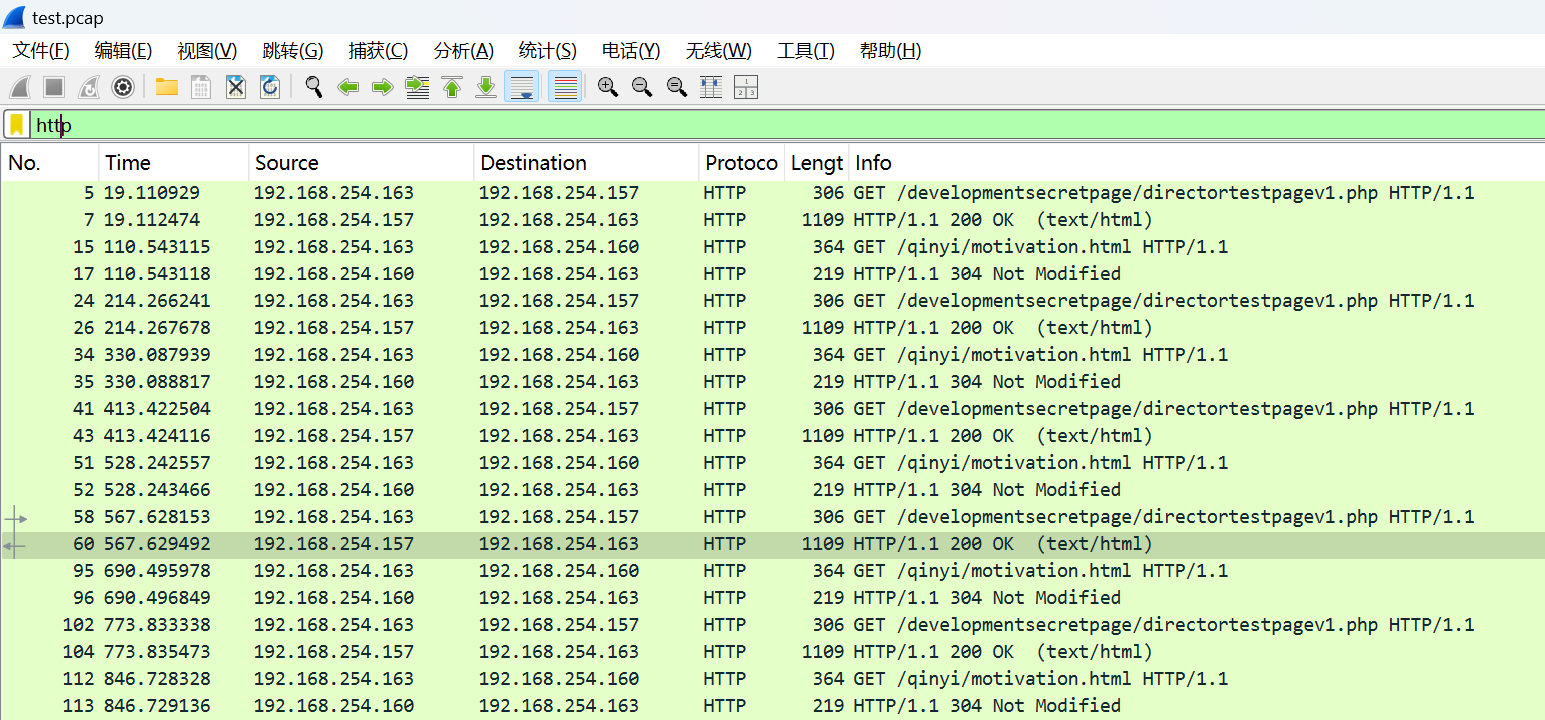 test.pcap
文件(F) 编辑(E) 视图(V) 跳转(G) 捕获(C) 分析(A) 统计(S) 电话(Y) 无线(W) 工具(T) 帮助(H)
http
No. Time Source Destination Protoco Lengt Info
5 19.110929 192.168.254.163 192.168.254.157 HTTP 306 GET /developmentsecretpage/directortestpagev1.php HTTP/1.1
7 19.112474 192.168.254.157 192.168.254.163 HTTP 1109 HTTP/1.1 200 OK (text/html)
15 110.543115 192.168.254.163 192.168.254.160 HTTP 364 GET /qinyi/motivation.html HTTP/1.1
17 110.543118 192.168.254.160 192.168.254.163 HTTP 219 HTTP/1.1 304 Not Modified
24 214.266241 192.168.254.163 192.168.254.157 HTTP 306 GET /developmentsecretpage/directortestpagev1.php HTTP/1.1
26 214.267678 192.168.254.157 192.168.254.163 HTTP 1109 HTTP/1.1 200 OK (text/html)
34 330.087939 192.168.254.163 192.168.254.160 HTTP 364 GET /qinyi/motivation.html HTTP/1.1
35 330.088817 192.168.254.160 192.168.254.163 HTTP 219 HTTP/1.1 304 Not Modified
41 413.422504 192.168.254.163 192.168.254.157 HTTP 306 GET /developmentsecretpage/directortestpagev1.php HTTP/1.1
43 413.424116 192.168.254.157 192.168.254.163 HTTP 1109 HTTP/1.1 200 OK (text/html)
51 528.242557 192.168.254.163 192.168.254.160 HTTP 364 GET /qinyi/motivation.html HTTP/1.1
52 528.243466 192.168.254.160 192.168.254.163 HTTP 219 HTTP/1.1 304 Not Modified
58 567.628153 192.168.254.163 192.168.254.157 HTTP 306 GET /developmentsecretpage/directortestpagev1.php HTTP/1.1
60 567.629492 192.168.254.157 192.168.254.163 HTTP 1109 HTTP/1.1 200 OK (text/html)
95 690.495978 192.168.254.163 192.168.254.160 HTTP 364 GET /qinyi/motivation.html HTTP/1.1
96 690.496849 192.168.254.160 192.168.254.163 HTTP 219 HTTP/1.1 304 Not Modified
102 773.833338 192.168.254.163 192.168.254.157 HTTP 306 GET /developmentsecretpage/directortestpagev1.php HTTP/1.1
104 773.835473 192.168.254.157 192.168.254.163 HTTP 1109 HTTP/1.1 200 OK (text/html)
112 846.728328 192.168.254.163 192.168.254.160 HTTP 364 GET /qinyi/motivation.html HTTP/1.1
113 846.729136 192.168.254.160 192.168.254.163 HTTP 219 HTTP/1.1 304 Not Modified